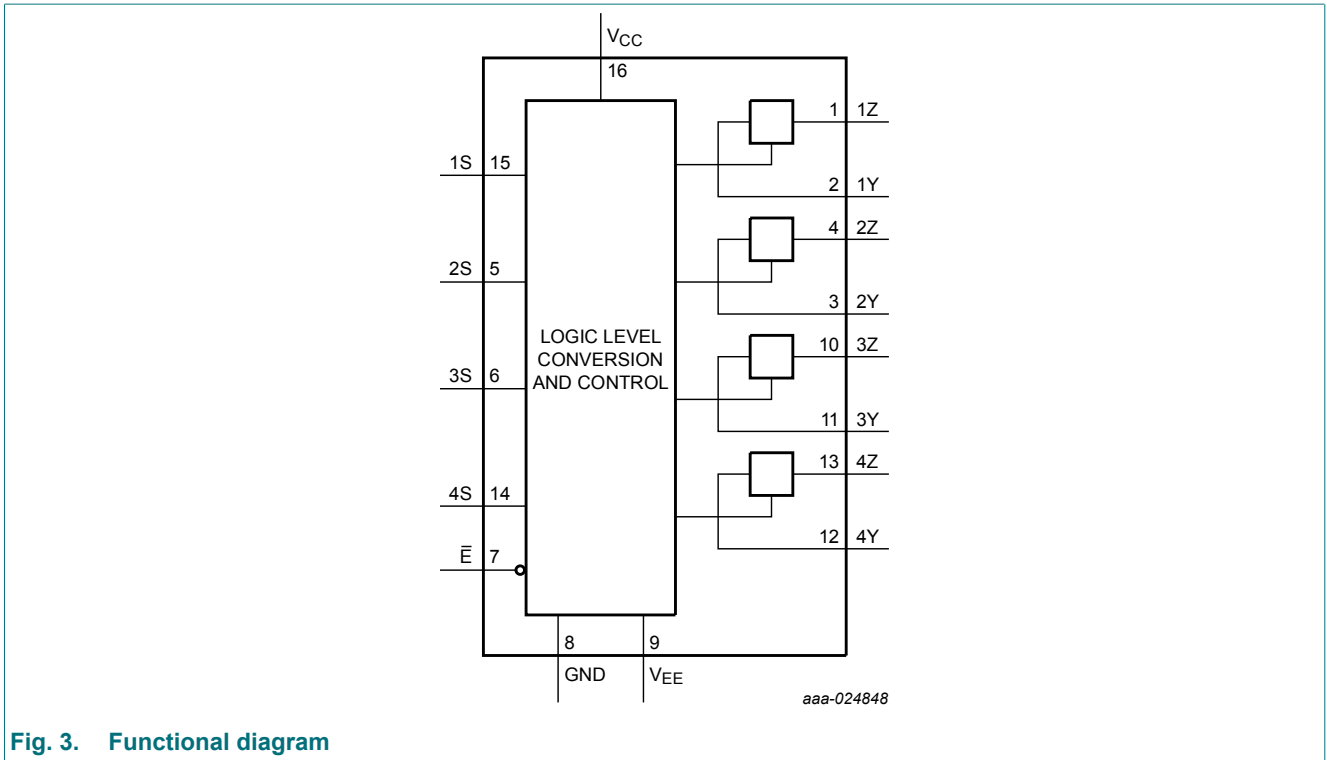 VCC
16
1 1Z
1S 15
2 1Y
4 2Z
2S 5
3 2Y
LOGIC LEVEL
CONVERSION
AND CONTROL
10 3Z
3S 6
11 3Y
13 4Z
4S 14
12 4Y
E̅ 7
8 9
GND VEE
aaa-024848
Fig. 3. Functional diagram